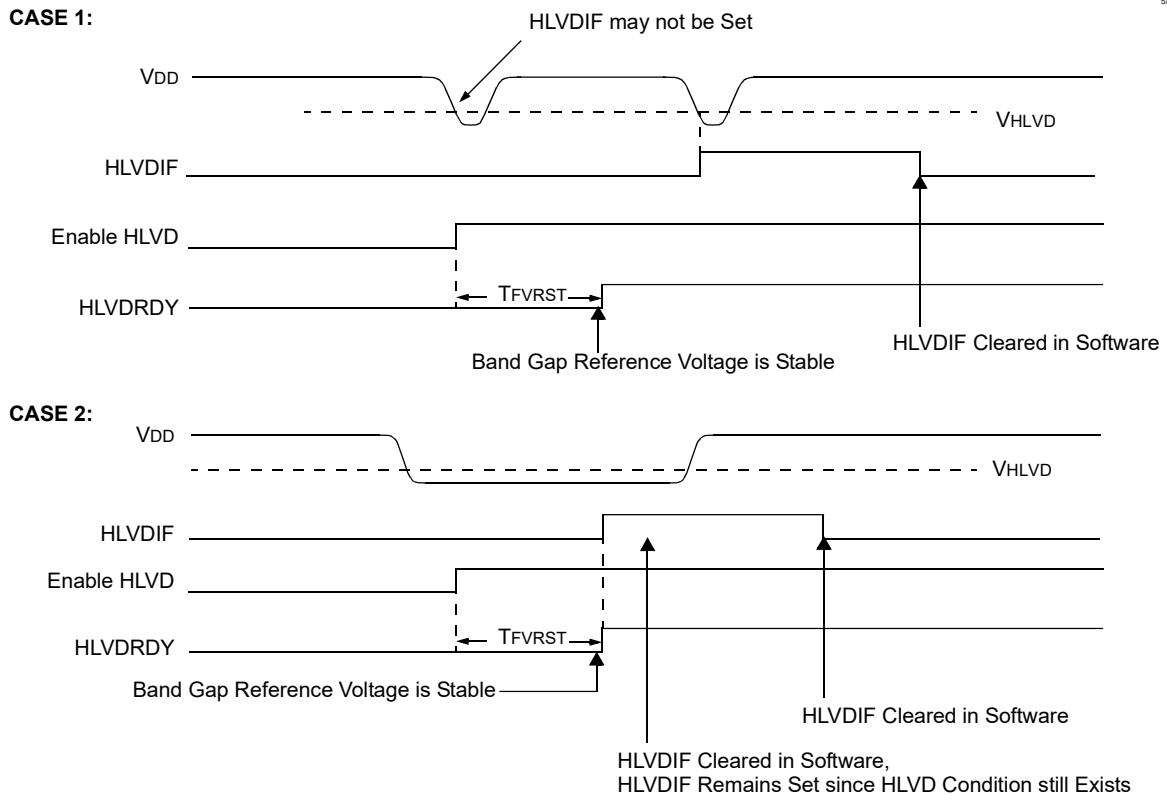 CASE 1:
HLVDIF may not be Set
VDD
VHLVD
HLVDIF
Enable HLVD
TFVRST
HLVDRDY
HLVDIF Cleared in Software
Band Gap Reference Voltage is Stable
CASE 2:
VDD
VHLVD
HLVDIF
Enable HLVD
TFVRST
HLVDRDY
Band Gap Reference Voltage is Stable
HLVDIF Cleared in Software
HLVDIF Cleared in Software,
HLVDIF Remains Set since HLVD Condition still Exists